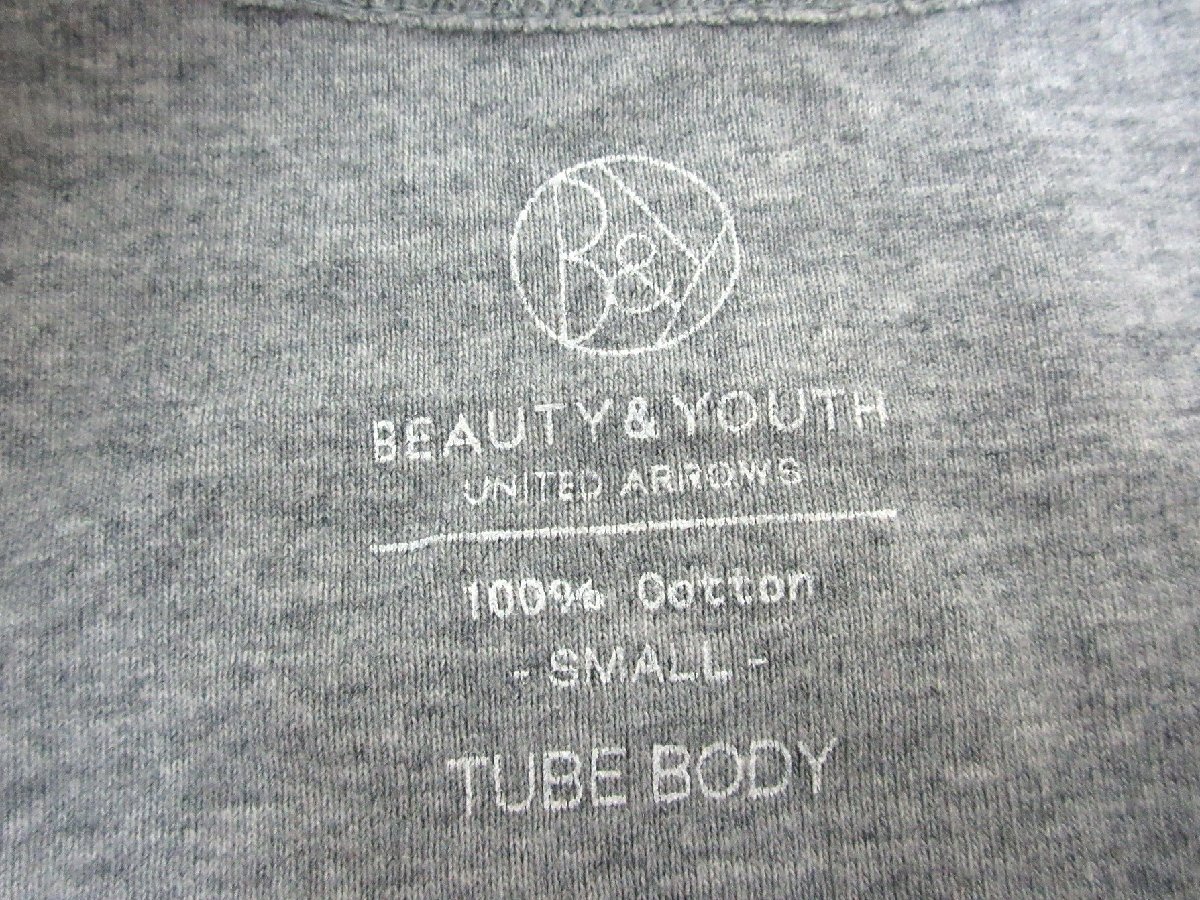 B&Y
BEAUTY & YOUTH
UNITED ARROWS
100% Cotton
- SMALL -
TUBE BODY